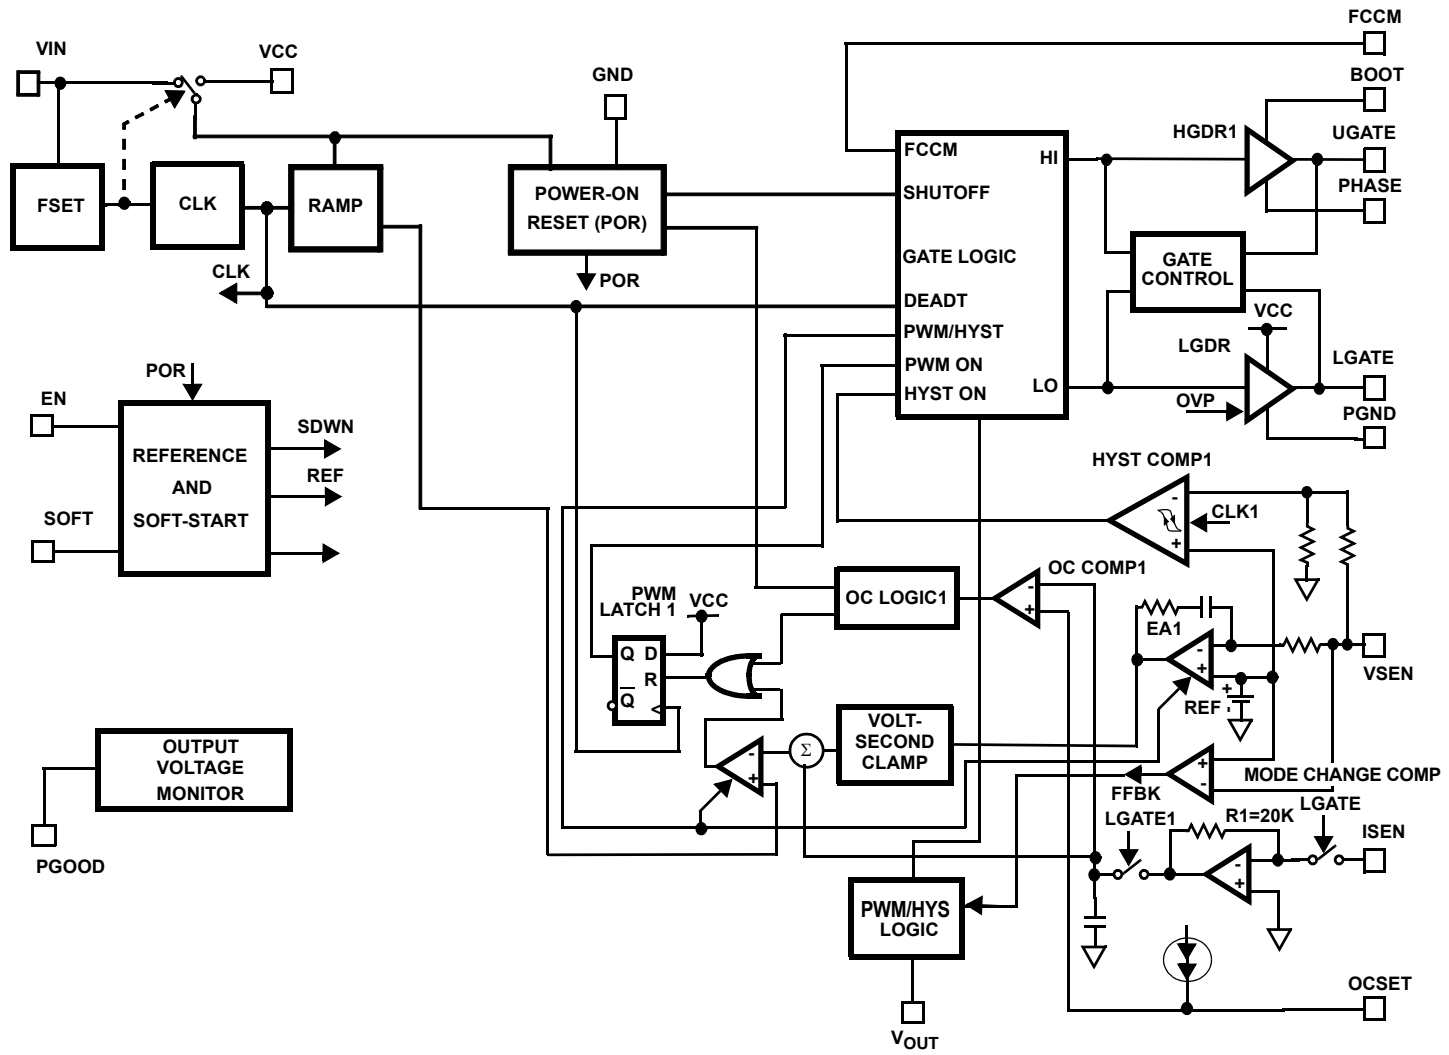 FCCM
VIN
VCC
GND
BOOT
HGDR1
UGATE
PHASE
FCCM
HI
SHUTOFF
GATE LOGIC
DEADT
PWM/HYST
PWM ON
HYST ON
LO
FSET
CLK
RAMP
POWER-ON
RESET (POR)
CLK
POR
GATE
CONTROL
VCC
LGDR
LGATE
OVP
PGND
POR
EN
SDWN
REFERENCE
AND
SOFT-START
REF
SOFT
HYST COMP1
-
+
CLK1
OC COMP1
-
+
OC LOGIC1
PWM
LATCH 1
VCC
Q D
R
Q
<
EA1
-
+
+
-
REF
VSEN
VOLT-
SECOND
CLAMP
Σ
-
+
+
-
MODE CHANGE COMP
FFBK
OUTPUT
VOLTAGE
MONITOR
PGOOD
LGATE1
R1=20K
LGATE
ISEN
-
+
PWM/HYS
LOGIC
OCSET
VOUT